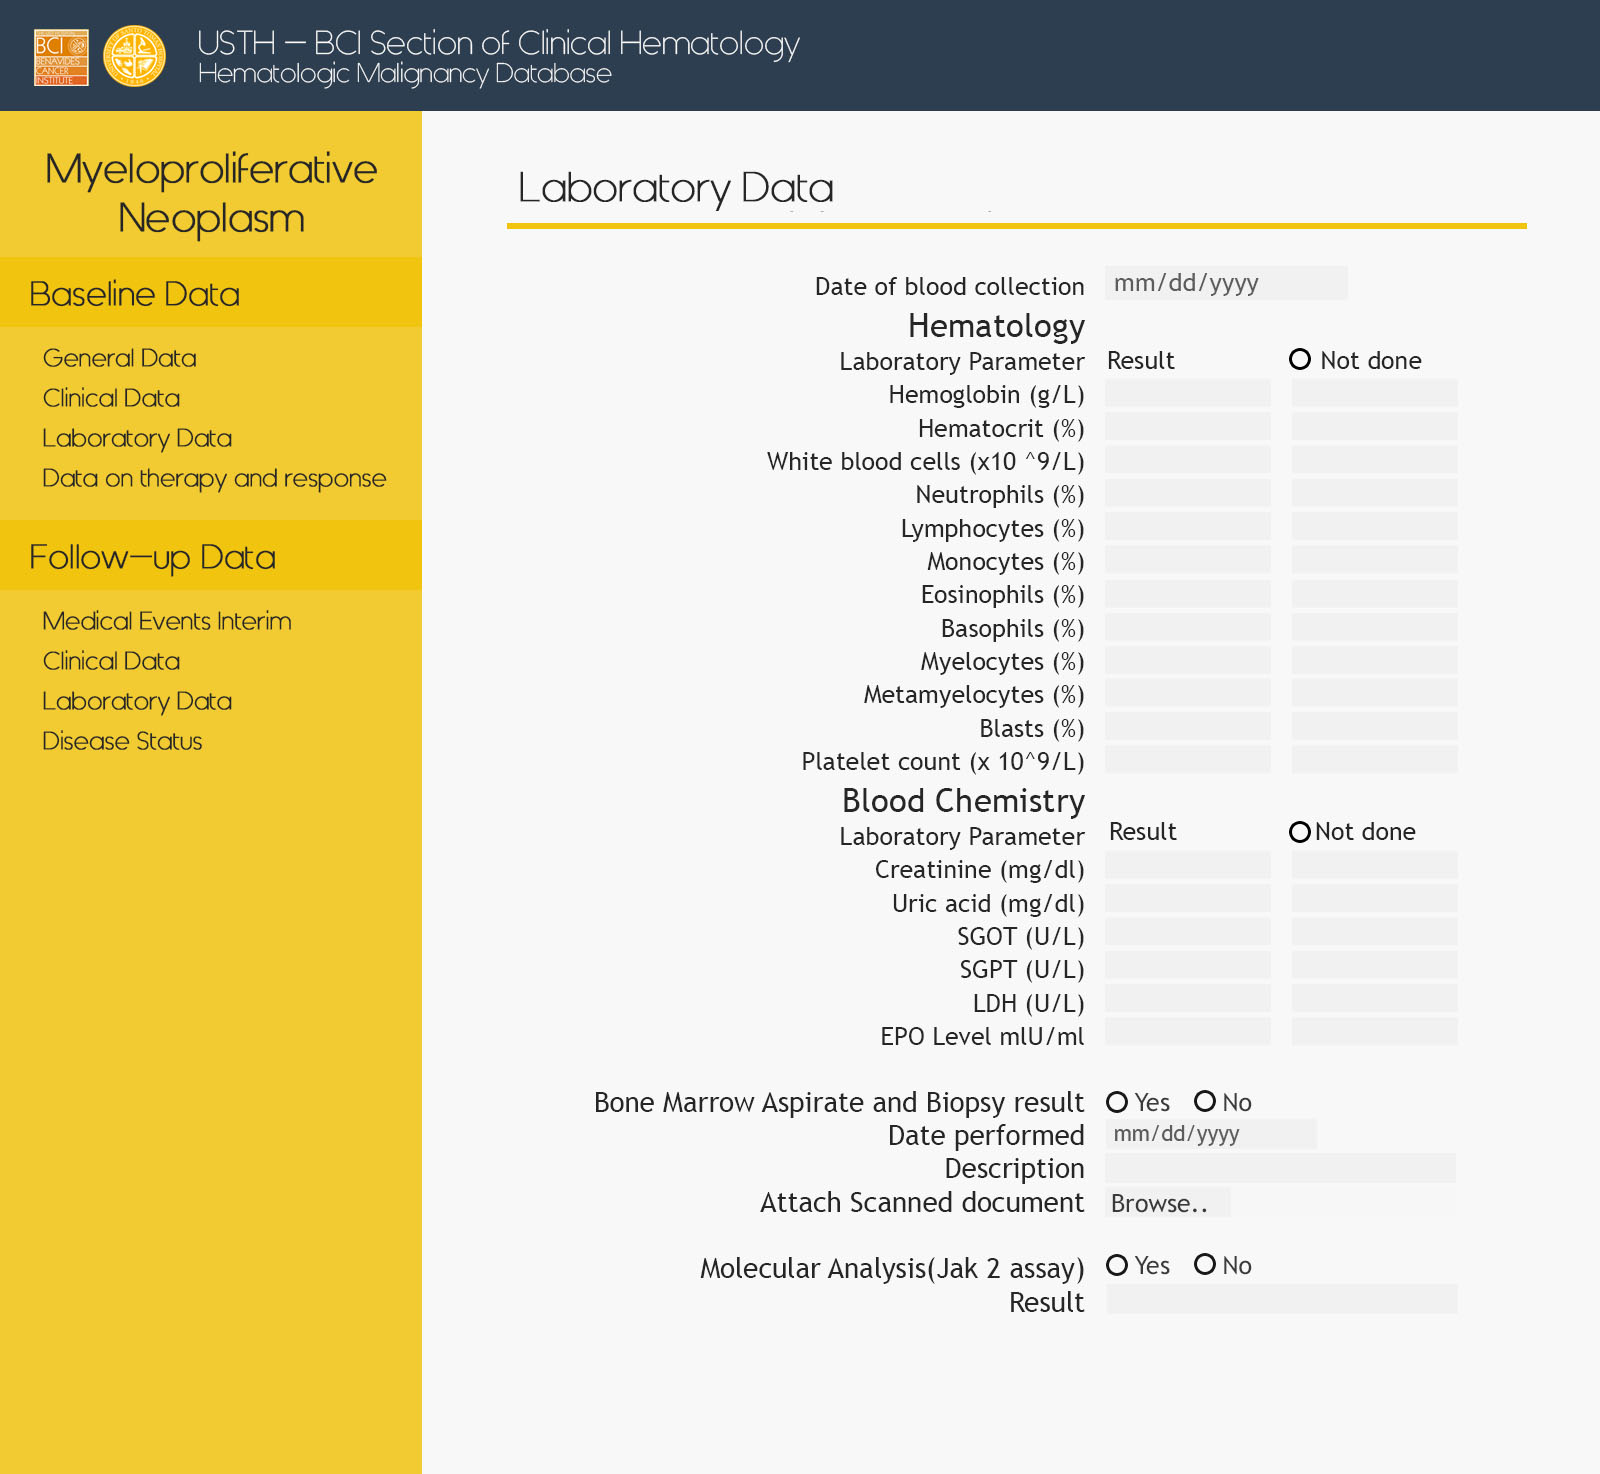 BCI
BENAVIDES
CANCER
INSTITUTE
USTH – BCI Section of Clinical Hematology
Hematologic Malignancy Database
Myeloproliferative
Neoplasm
Baseline Data
General Data
Clinical Data
Laboratory Data
Data on therapy and response
Follow-up Data
Medical Events Interim
Clinical Data
Laboratory Data
Disease Status
Laboratory Data
Date of blood collection mm/dd/yyyy
Hematology
Laboratory Parameter Result Not done
Hemoglobin (g/L)
Hematocrit (%)
White blood cells (x10 ^9/L)
Neutrophils (%)
Lymphocytes (%)
Monocytes (%)
Eosinophils (%)
Basophils (%)
Myelocytes (%)
Metamyelocytes (%)
Blasts (%)
Platelet count (x 10^9/L)
Blood Chemistry
Laboratory Parameter Result Not done
Creatinine (mg/dl)
Uric acid (mg/dl)
SGOT (U/L)
SGPT (U/L)
LDH (U/L)
EPO Level mlU/ml
Bone Marrow Aspirate and Biopsy result Yes No
Date performed mm/dd/yyyy
Description
Attach Scanned document Browse..
Molecular Analysis(Jak 2 assay) Yes No
Result